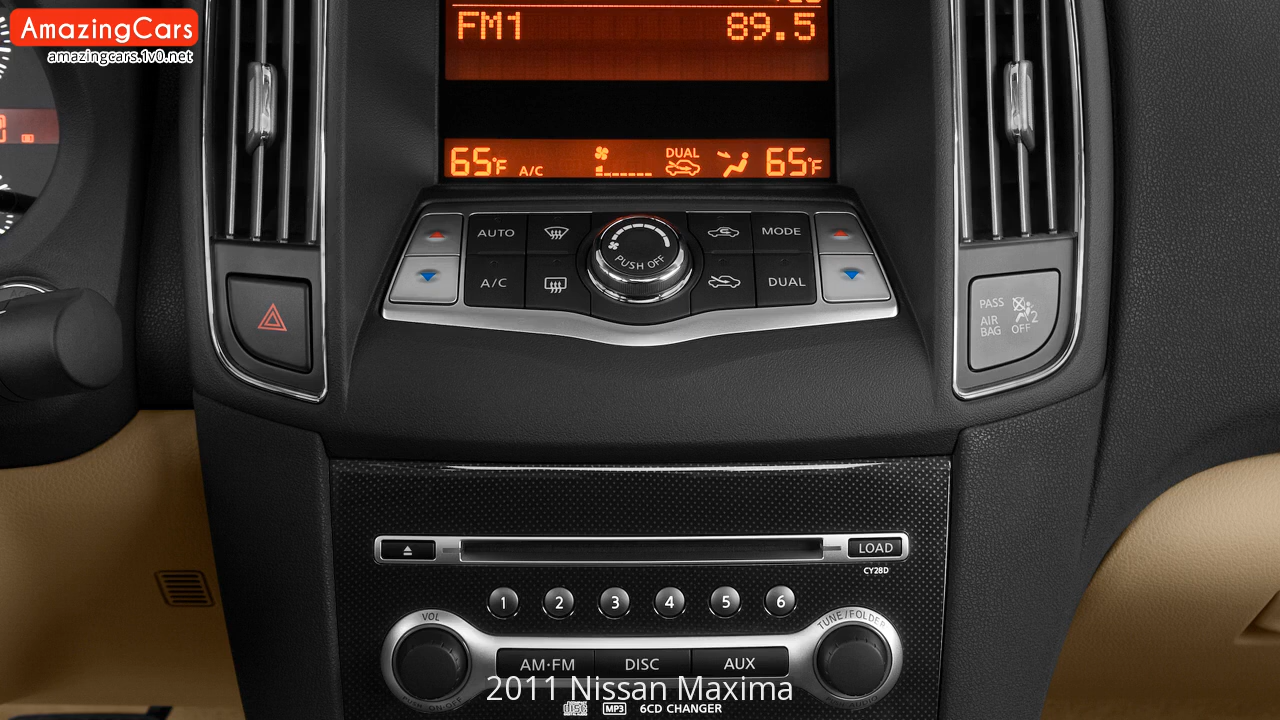 AmazingCars
amazingcars.1v0.net
FM1 89.5
65°F A/C DUAL 65°F
AUTO MODE
PUSH OFF
A/C DUAL
PASS
AIR
BAG OFF 2
LOAD
CY28D
1 2 3 4 5 6
VOL TUNE/FOLDER
AM·FM DISC AUX
2011 Nissan Maxima
MP3 6CD CHANGER